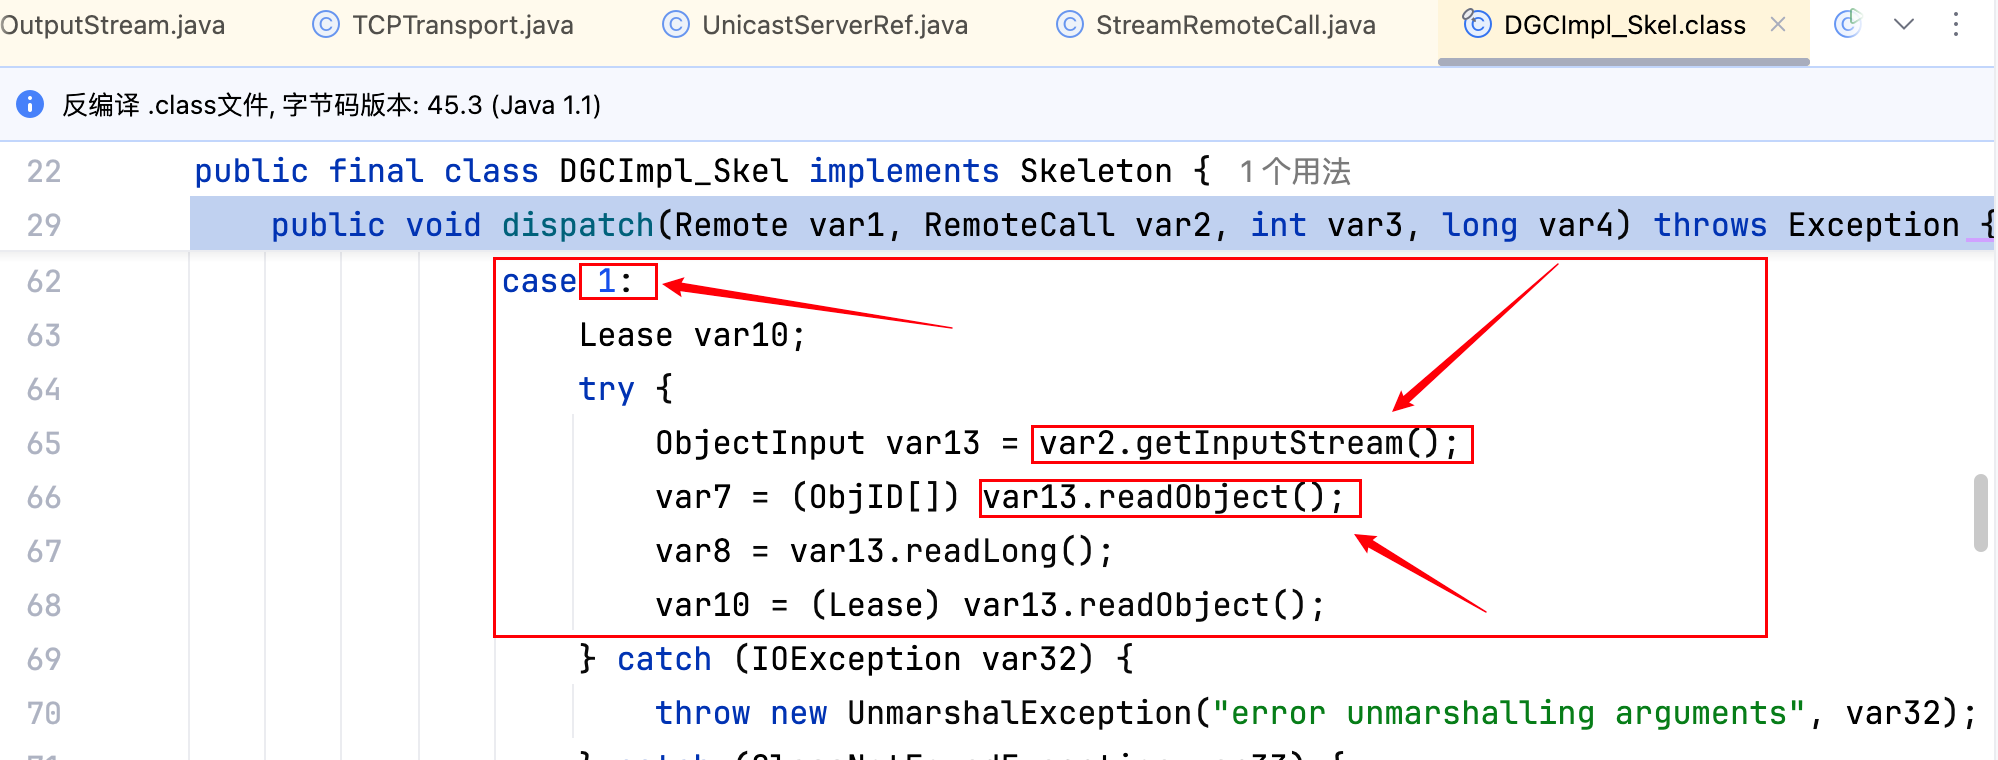 OutputStream.java TCPTransport.java UnicastServerRef.java StreamRemoteCall.java DGCImpl_Skel.class
反编译 .class文件, 字节码版本: 45.3 (Java 1.1)
22 public final class DGCImpl_Skel implements Skeleton { 1个用法
29 public void dispatch(Remote var1, RemoteCall var2, int var3, long var4) throws Exception {
62 case 1:
63 Lease var10;
64 try {
65 ObjectInput var13 = var2.getInputStream();
66 var7 = (ObjID[]) var13.readObject();
67 var8 = var13.readLong();
68 var10 = (Lease) var13.readObject();
69 } catch (IOException var32) {
70 throw new UnmarshalException("error unmarshalling arguments", var32);
71 } catch (ClassNotFoundException var33) {